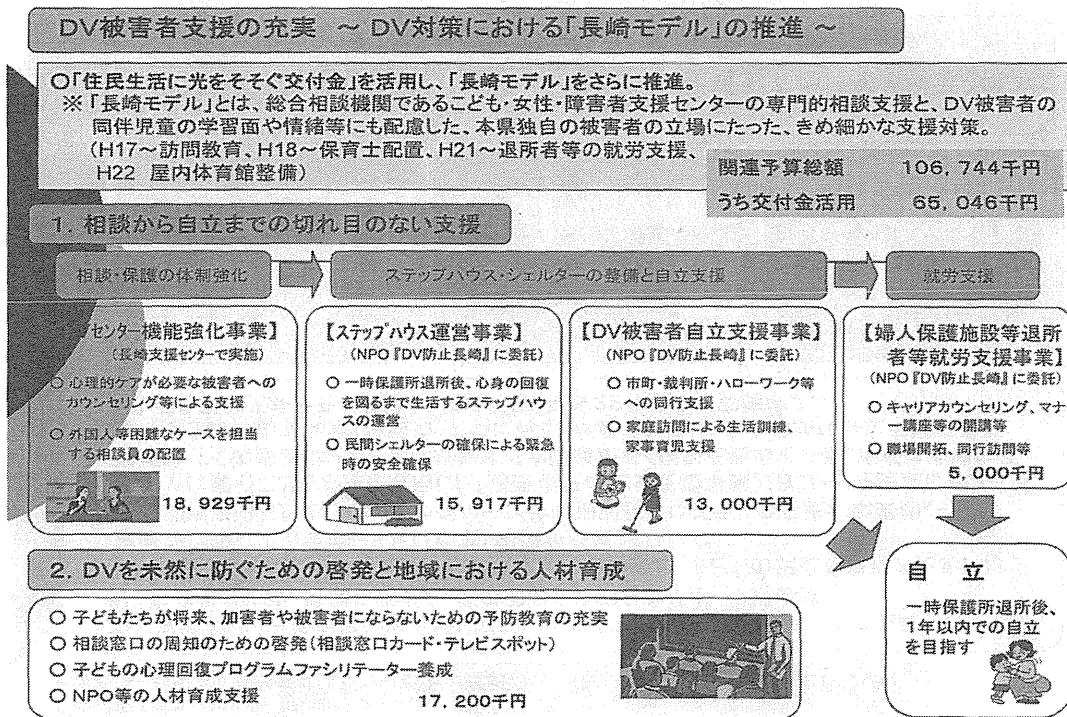 DV被害者支援の充実 ～ DV対策における「長崎モデル」の推進 ～
○「住民生活に光をそそぐ交付金」を活用し、「長崎モデル」をさらに推進。
※「長崎モデル」とは、総合相談機関であるこども・女性・障害者支援センターの専門的相談支援と、DV被害者の
同伴児童の学習面や情緒等にも配慮した、本県独自の被害者の立場にたった、きめ細かな支援対策。
(H17～訪問教育、H18～保育士配置、H21～退所者等の就労支援、
H22 屋内体育館整備)
関連予算総額 106,744千円
うち交付金活用 65,046千円
1. 相談から自立までの切れ目のない支援
相談・保護の体制強化
ステップハウス・シェルターの整備と自立支援
就労支援
センター機能強化事業】
(長崎支援センターで実施)
○ 心理的ケアが必要な被害者への
カウンセリング等による支援
○ 外国人等困難なケースを担当
する相談員の配置
18,929千円
【ステップハウス運営事業】
(NPO『DV防止長崎』に委託)
○ 一時保護所退所後、心身の回復
を図るまで生活するステップハウ
スの運営
○ 民間シェルターの確保による緊急
時の安全確保
15,917千円
【DV被害者自立支援事業】
(NPO『DV防止長崎』に委託)
○ 市町・裁判所・ハローワーク等
への同行支援
○ 家庭訪問による生活訓練、
家事育児支援
13,000千円
【婦人保護施設等退所
者等就労支援事業】
(NPO『DV防止長崎』に委託)
○ キャリアカウンセリング、マナ
ー講座等の開講等
○ 職場開拓、同行訪問等
5,000千円
2. DVを未然に防ぐための啓発と地域における人材育成
○ 子どもたちが将来、加害者や被害者にならないための予防教育の充実
○ 相談窓口の周知のための啓発(相談窓口カード・テレビスポット)
○ 子どもの心理回復プログラムファシリテーター養成
○ NPO等の人材育成支援
17,200千円
自 立
一時保護所退所後、
1年以内での自立
を目指す